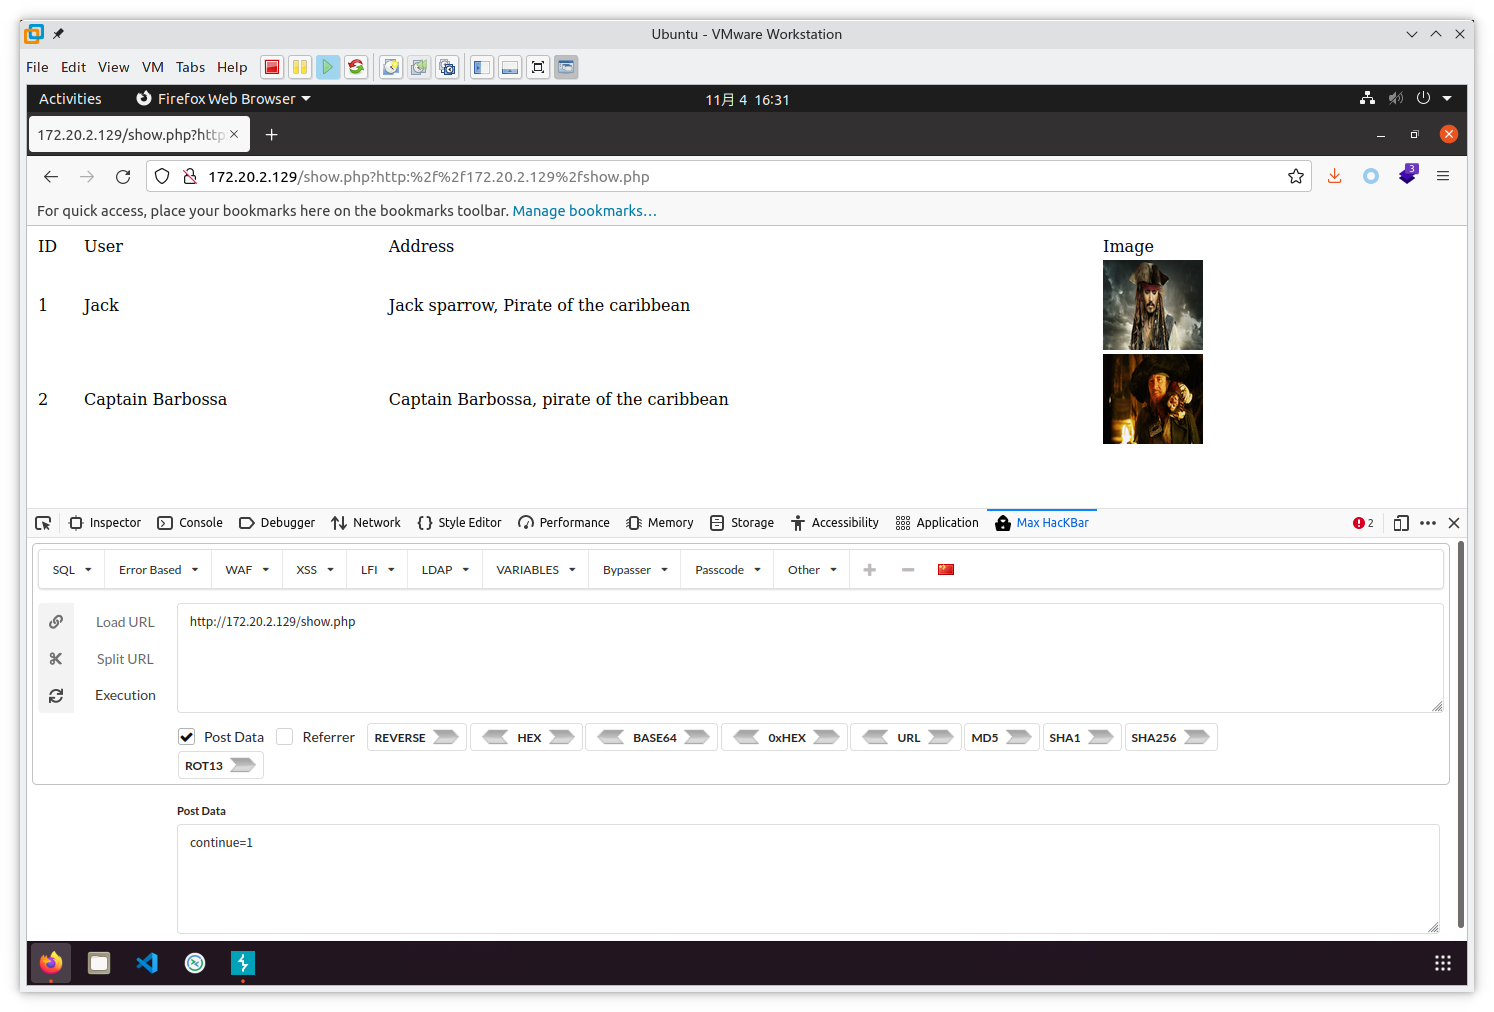 Ubuntu - VMware Workstation
File Edit View VM Tabs Help
Activities Firefox Web Browser 11月 4 16:31
172.20.2.129/show.php?http
172.20.2.129/show.php?http:%2f%2f172.20.2.129%2fshow.php 3
For quick access, place your bookmarks here on the bookmarks toolbar. Manage bookmarks…
ID User Address Image
1 Jack Jack sparrow, Pirate of the caribbean
2 Captain Barbossa Captain Barbossa, pirate of the caribbean
Inspector Console Debugger Network Style Editor Performance Memory Storage Accessibility Application Max HacKBar 2
SQL Error Based WAF XSS LFI LDAP VARIABLES Bypasser Passcode Other
Load URL http://172.20.2.129/show.php
Split URL
Execution
Post Data Referrer REVERSE HEX BASE64 0xHEX URL MD5 SHA1 SHA256
ROT13
Post Data
continue=1